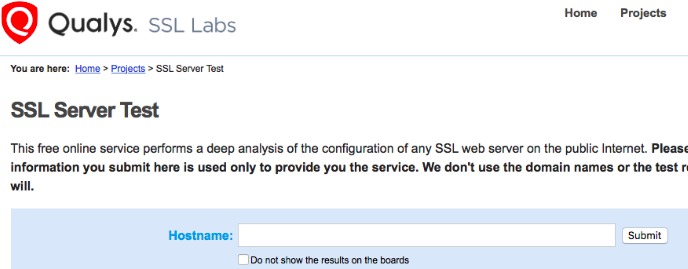 Qualys. SSL Labs
Home Projects
You are here: Home > Projects > SSL Server Test
SSL Server Test
This free online service performs a deep analysis of the configuration of any SSL web server on the public Internet. Please
information you submit here is used only to provide you the service. We don't use the domain names or the test r
will.
Hostname: Submit
Do not show the results on the boards